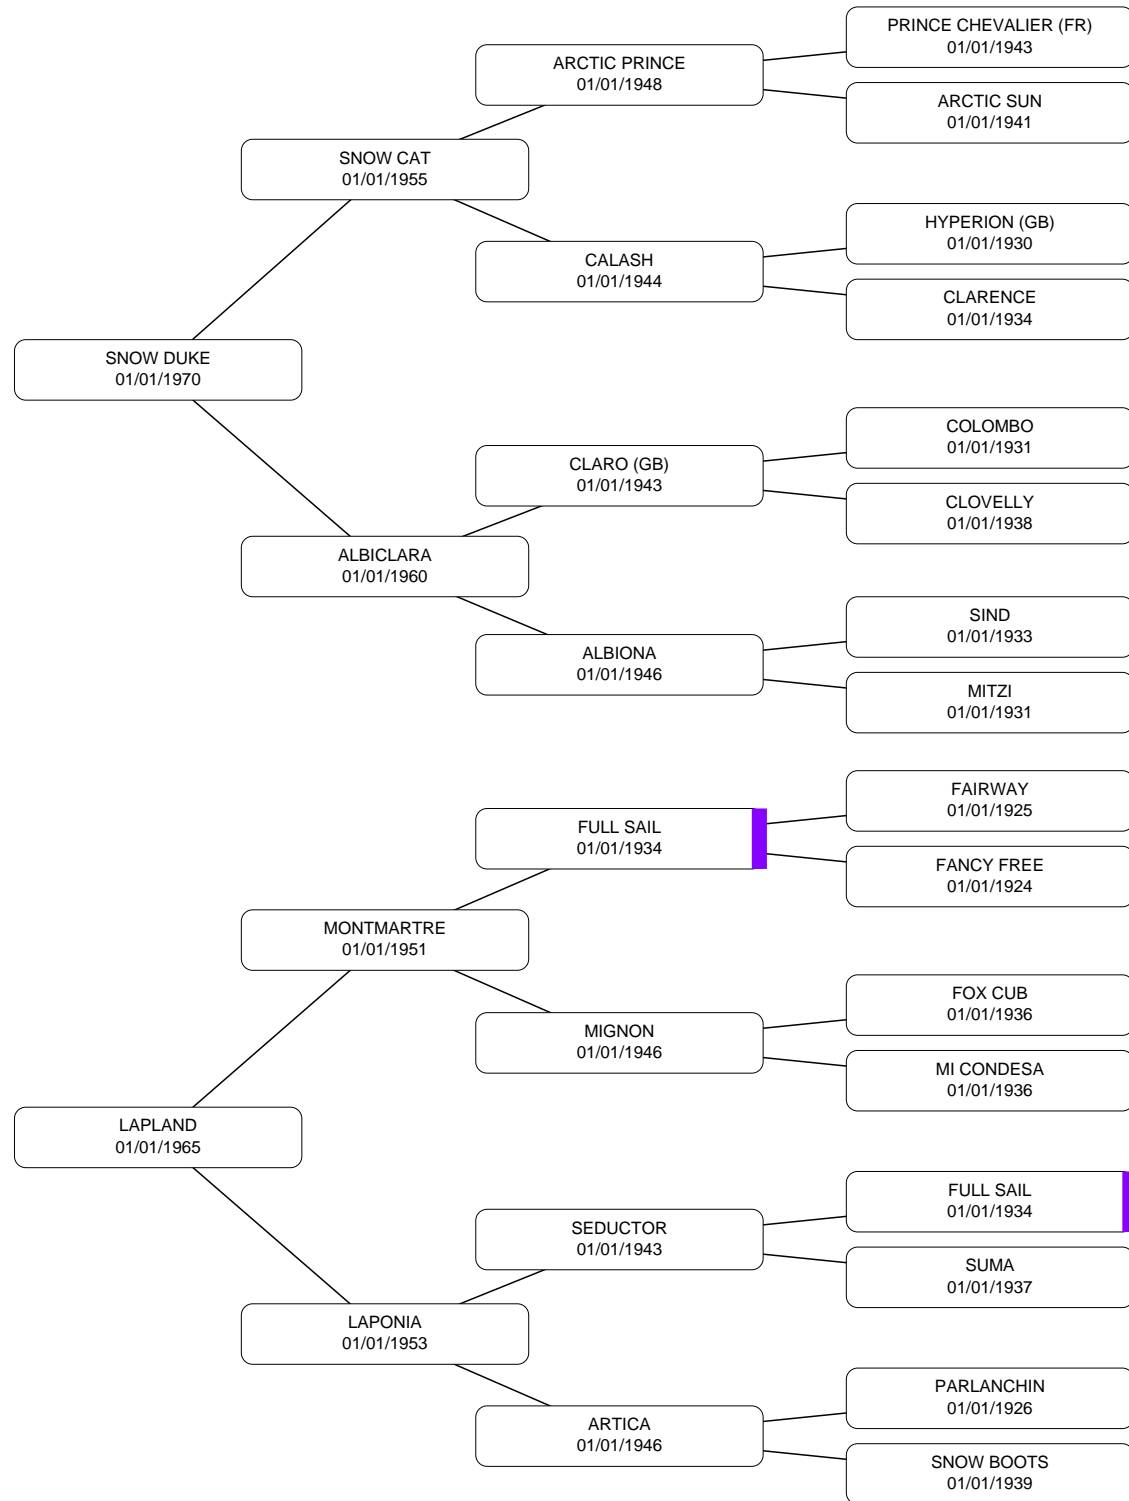 PRINCE CHEVALIER (FR)
01/01/1943
ARCTIC PRINCE
01/01/1948
ARCTIC SUN
01/01/1941
SNOW CAT
01/01/1955
HYPERION (GB)
01/01/1930
CALASH
01/01/1944
CLARENCE
01/01/1934
SNOW DUKE
01/01/1970
COLOMBO
01/01/1931
CLARO (GB)
01/01/1943
CLOVELLY
01/01/1938
ALBICLARA
01/01/1960
SIND
01/01/1933
ALBIONA
01/01/1946
MITZI
01/01/1931
FAIRWAY
01/01/1925
FULL SAIL
01/01/1934
FANCY FREE
01/01/1924
MONTMARTRE
01/01/1951
FOX CUB
01/01/1936
MIGNON
01/01/1946
MI CONDESA
01/01/1936
LAPLAND
01/01/1965
FULL SAIL
01/01/1934
SEDUCTOR
01/01/1943
SUMA
01/01/1937
LAPONIA
01/01/1953
PARLANCHIN
01/01/1926
ARTICA
01/01/1946
SNOW BOOTS
01/01/1939